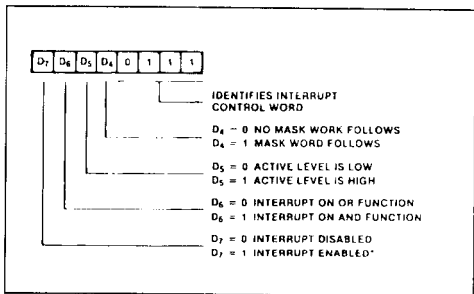 D7 D6 D5 D4 0 1 1 1
IDENTIFIES INTERRUPT
CONTROL WORD
D4 = 0 NO MASK WORK FOLLOWS
D4 = 1 MASK WORD FOLLOWS
D5 = 0 ACTIVE LEVEL IS LOW
D5 = 1 ACTIVE LEVEL IS HIGH
D6 = 0 INTERRUPT ON OR FUNCTION
D6 = 1 INTERRUPT ON AND FUNCTION
D7 = 0 INTERRUPT DISABLED
D7 = 1 INTERRUPT ENABLED*